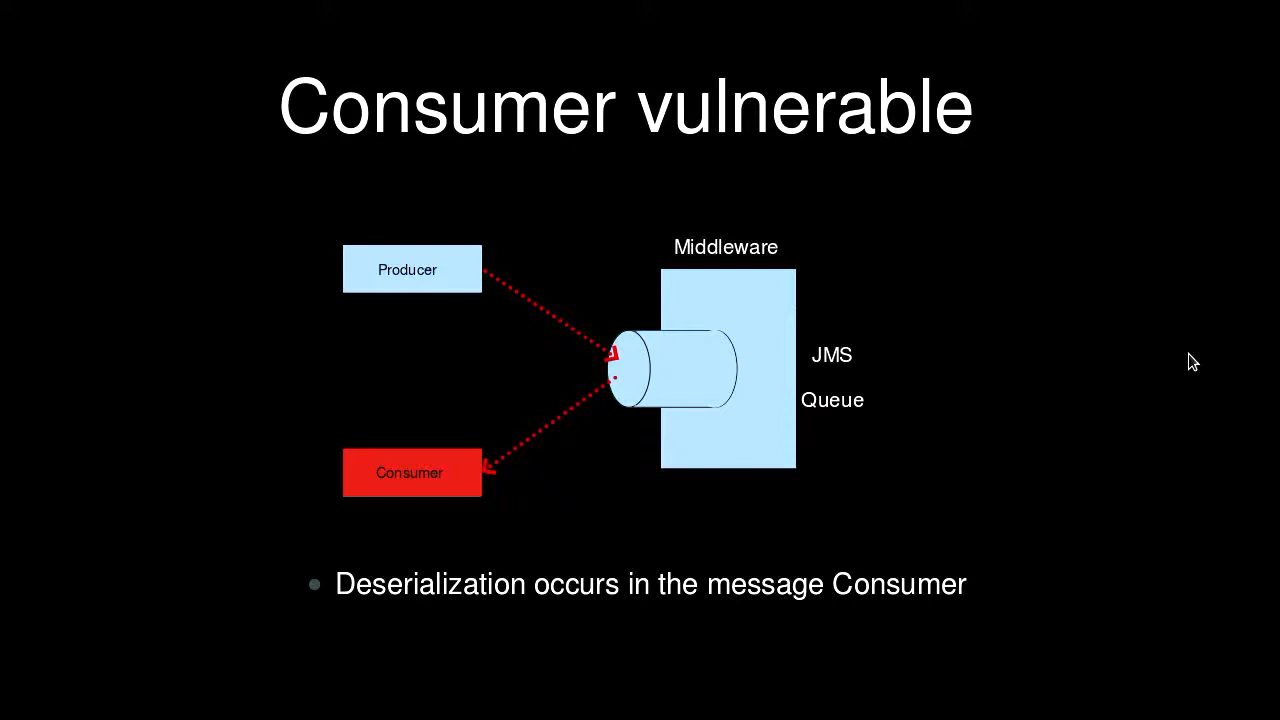 Consumer vulnerable
Middleware
Producer
JMS
Queue
Consumer
Deserialization occurs in the message Consumer